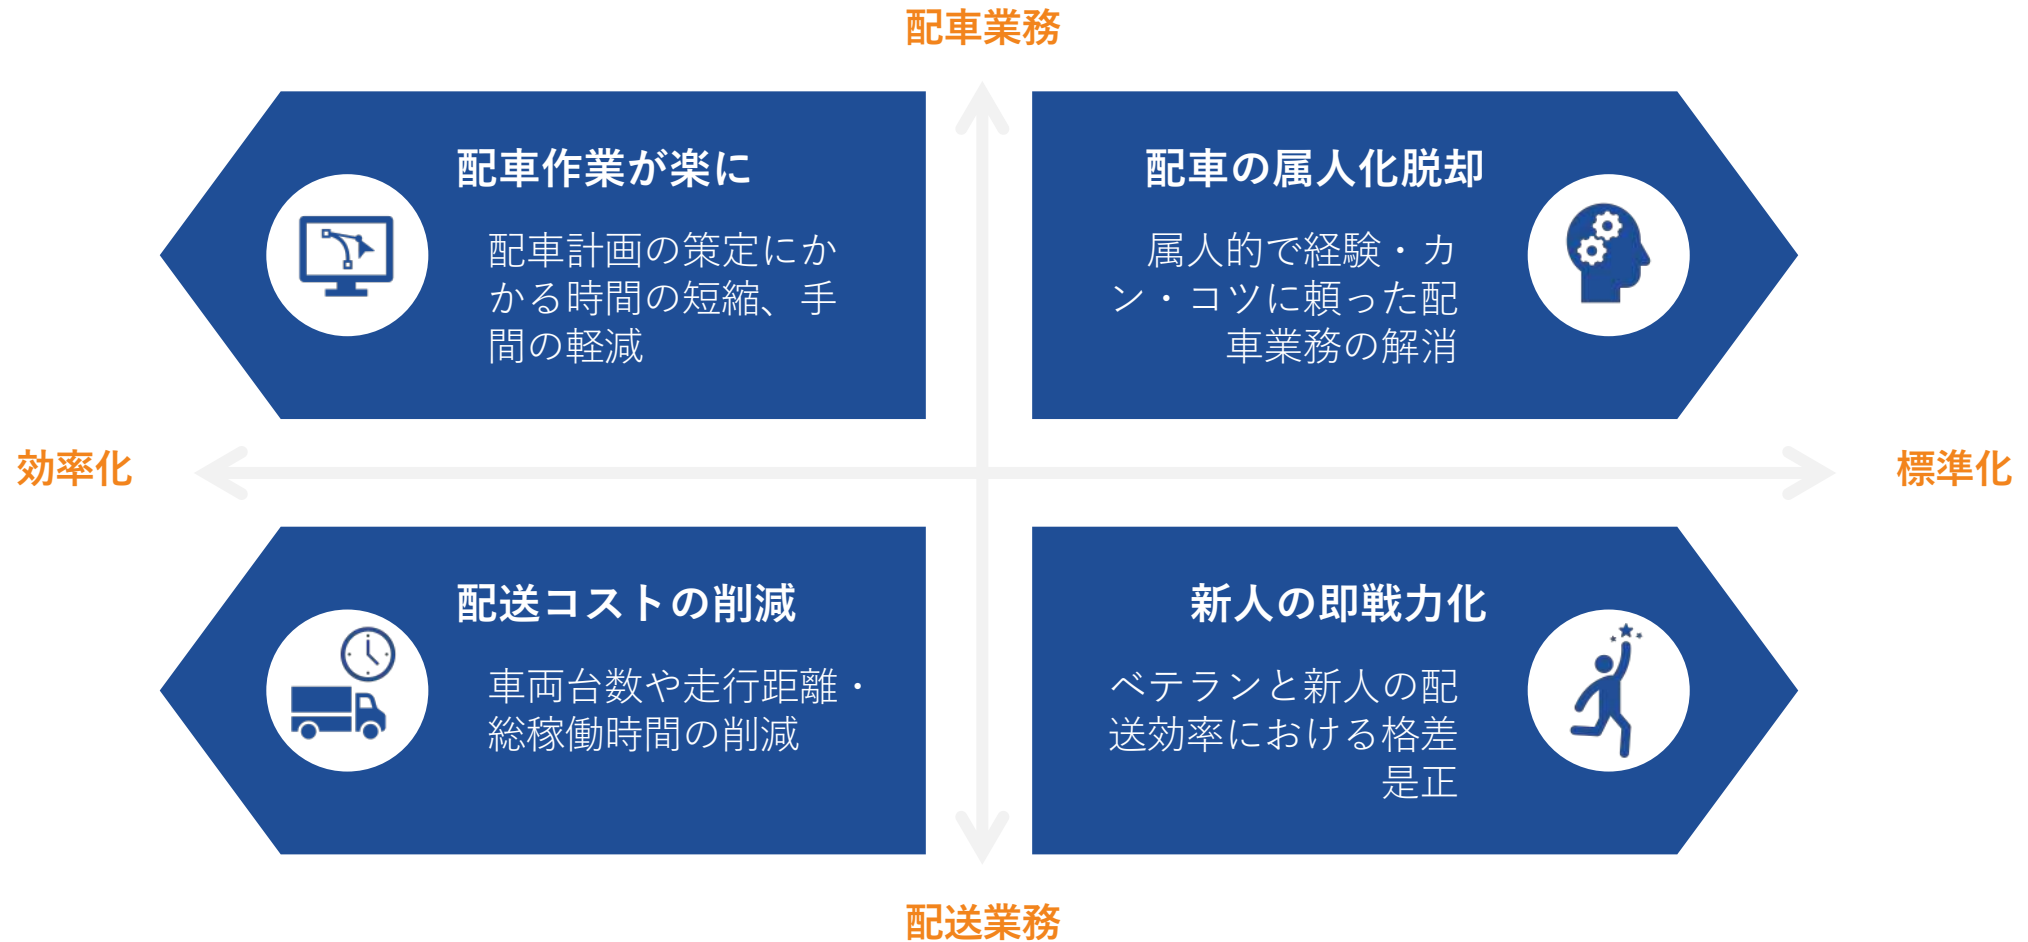 配車業務
配車作業が楽に
配車計画の策定にか
かる時間の短縮、手
間の軽減
配車の属人化脱却
属人的で経験・カ
ン・コツに頼った配
車業務の解消
効率化
標準化
配送コストの削減
車両台数や走行距離・
総稼働時間の削減
新人の即戦力化
ベテランと新人の配
送効率における格差
是正
配送業務